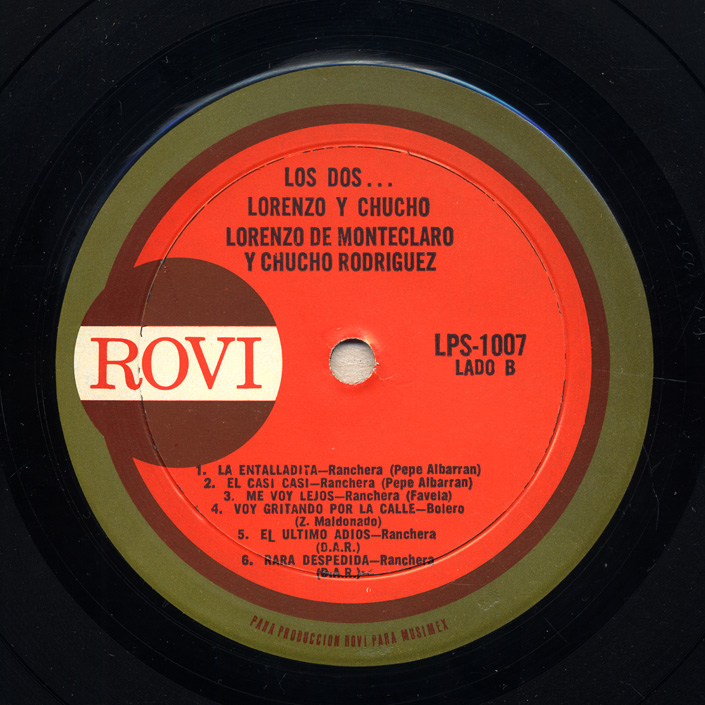 LOS DOS...
LORENZO Y CHUCHO
LORENZO DE MONTECLARO
Y CHUCHO RODRIGUEZ
ROVI
LPS-1007
LADO B
1. LA ENTALLADITA—Ranchera (Pepe Albarran)
2. EL CASI CASI—Ranchera (Pepe Albarran)
3. ME VOY LEJOS—Ranchera (Favela)
4. VOY GRITANDO POR LA CALLE—Bolero
(Z. Maldonado)
5. EL ULTIMO ADIOS—Ranchera
(D.A.R.)
6. RARA DESPEDIDA—Ranchera
(D.A.R.)
PARA PRODUCCION ROVI PARA MUSIMEX